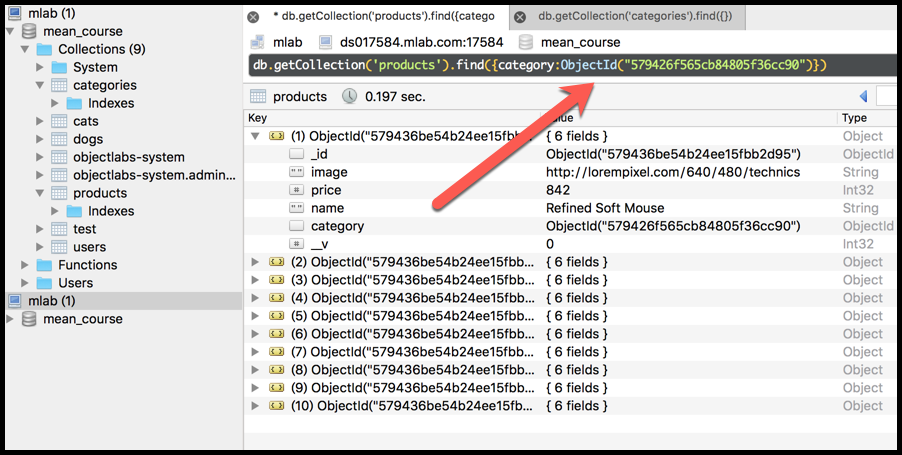 mlab (1)
mean_course
Collections (9)
System
categories
Indexes
cats
dogs
objectlabs-system
objectlabs-system.admin...
products
Indexes
test
users
Functions
Users
mlab (1)
mean_course
* db.getCollection('products').find({catego
db.getCollection('categories').find({})
mlab ds017584.mlab.com:17584 mean_course
db.getCollection('products').find({category:ObjectId("579426f565cb84805f36cc90")})
products 0.197 sec.
Key Value Type
(1) ObjectId("579436be54b24ee15fbb... { 6 fields } Object
_id ObjectId("579436be54b24ee15fbb2d95") ObjectId
image http://lorempixel.com/640/480/technics String
price 842 Int32
name Refined Soft Mouse String
category ObjectId("579426f565cb84805f36cc90") ObjectId
__v 0 Int32
(2) ObjectId("579436be54b24ee15fbb... { 6 fields } Object
(3) ObjectId("579436be54b24ee15fbb... { 6 fields } Object
(4) ObjectId("579436be54b24ee15fbb... { 6 fields } Object
(5) ObjectId("579436be54b24ee15fbb... { 6 fields } Object
(6) ObjectId("579436be54b24ee15fbb... { 6 fields } Object
(7) ObjectId("579436be54b24ee15fbb... { 6 fields } Object
(8) ObjectId("579436be54b24ee15fbb... { 6 fields } Object
(9) ObjectId("579436be54b24ee15fbb... { 6 fields } Object
(10) ObjectId("579436be54b24ee15fb... { 6 fields } Object